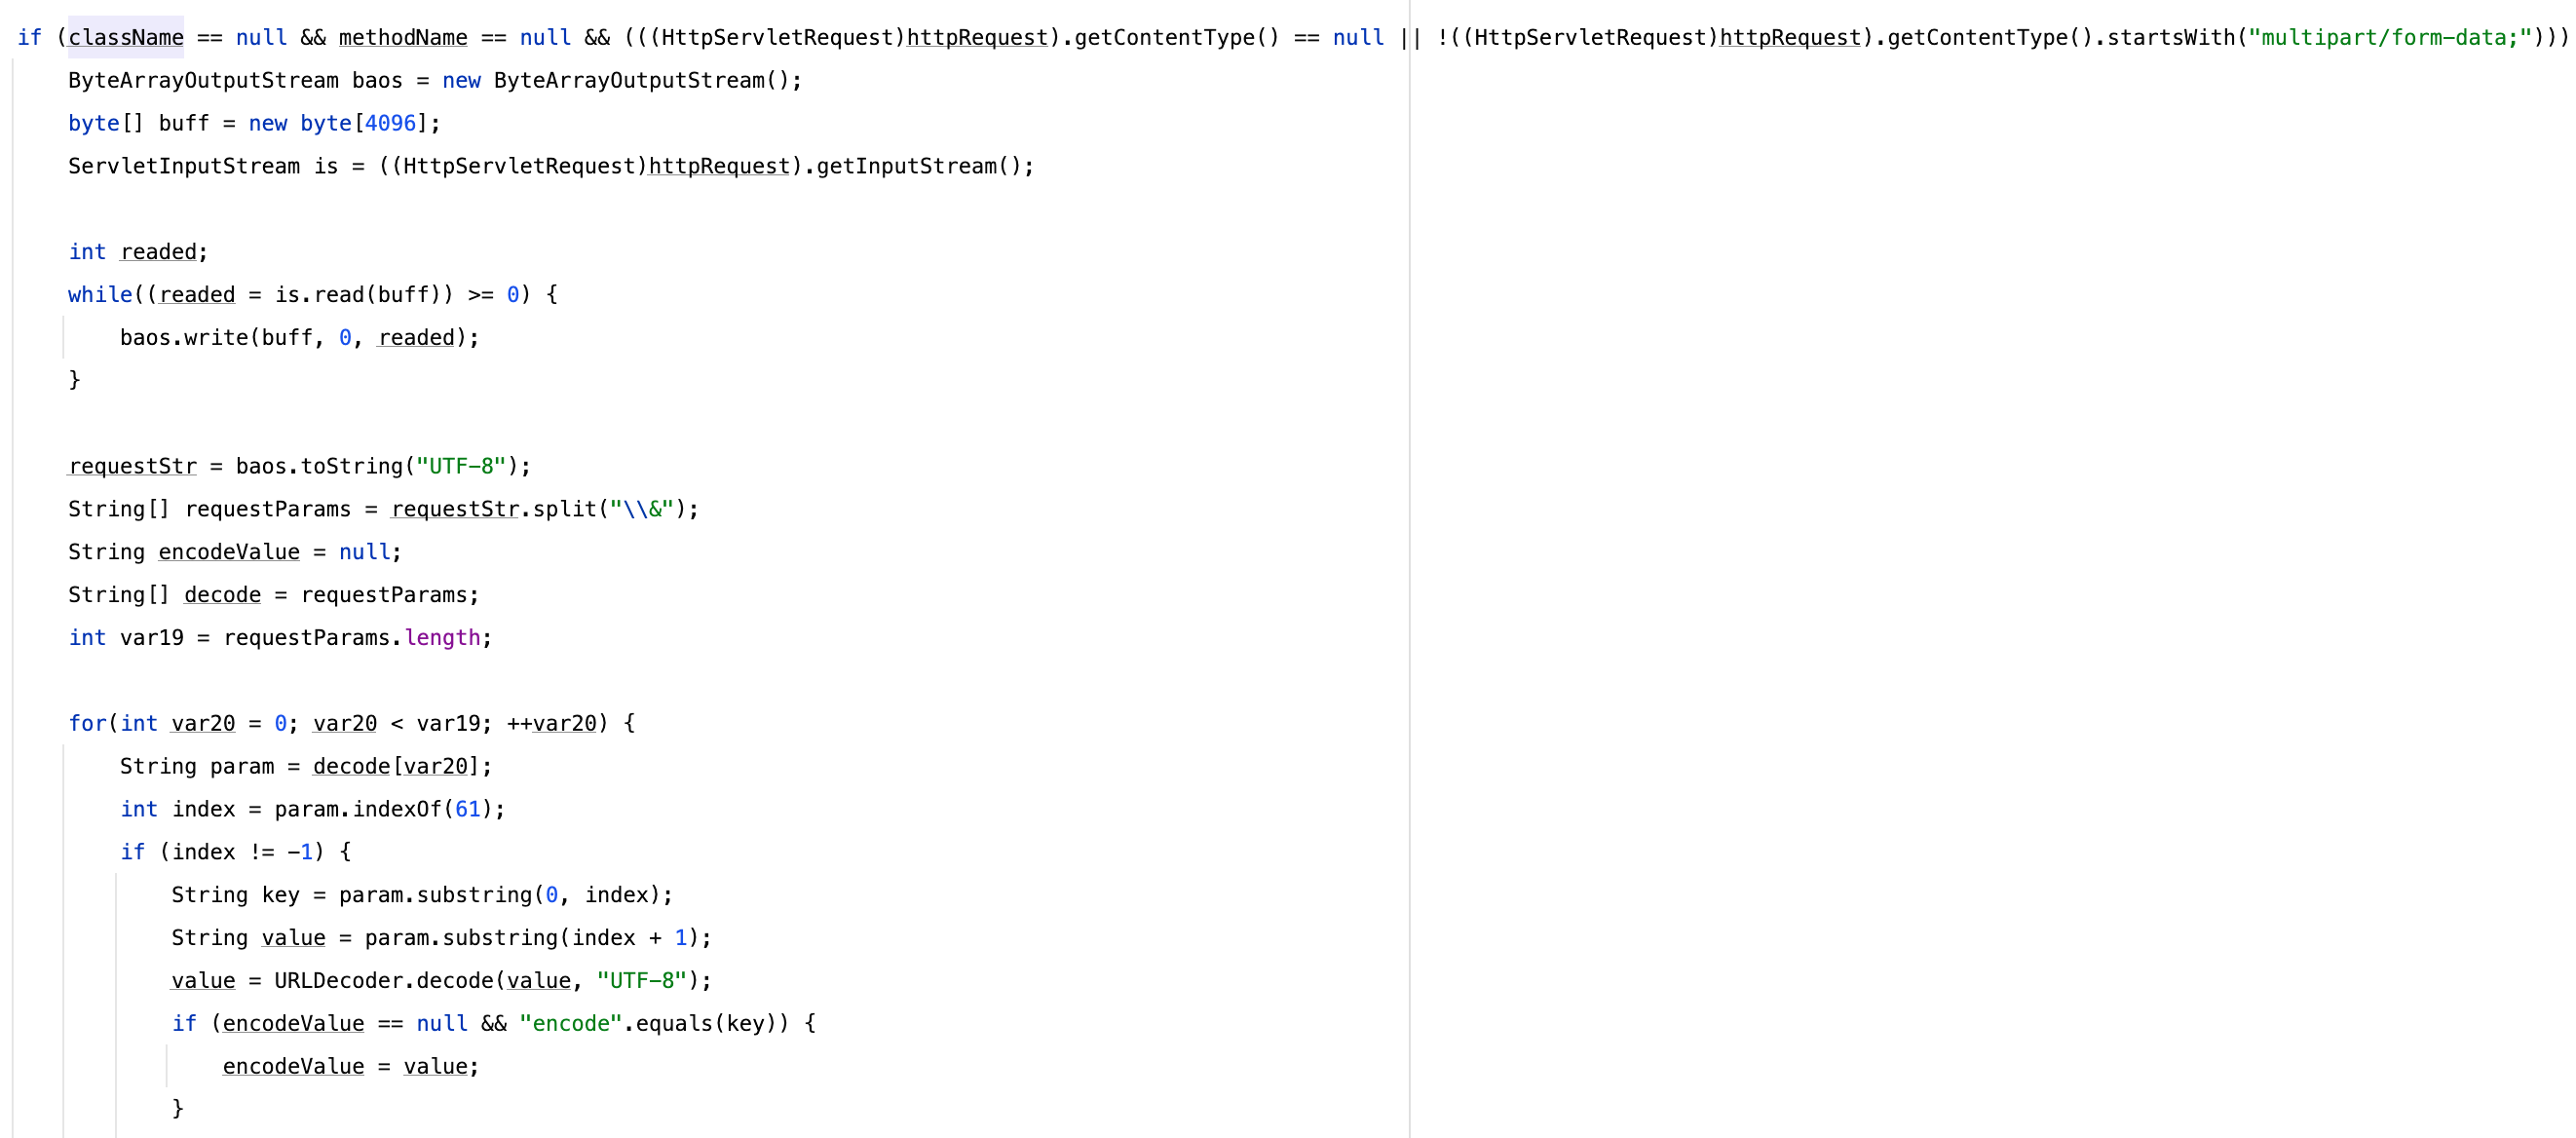 if (className == null && methodName == null && (((HttpServletRequest)httpRequest).getContentType() == null || !((HttpServletRequest)httpRequest).getContentType().startsWith("multipart/form-data;")))
    ByteArrayOutputStream baos = new ByteArrayOutputStream();
    byte[] buff = new byte[4096];
    ServletInputStream is = ((HttpServletRequest)httpRequest).getInputStream();

    int readed;
    while((readed = is.read(buff)) >= 0) {
        baos.write(buff, 0, readed);
    }

    requestStr = baos.toString("UTF-8");
    String[] requestParams = requestStr.split("\\&");
    String encodeValue = null;
    String[] decode = requestParams;
    int var19 = requestParams.length;

    for(int var20 = 0; var20 < var19; ++var20) {
        String param = decode[var20];
        int index = param.indexOf(61);
        if (index != -1) {
            String key = param.substring(0, index);
            String value = param.substring(index + 1);
            value = URLDecoder.decode(value, "UTF-8");
            if (encodeValue == null && "encode".equals(key)) {
                encodeValue = value;
            }